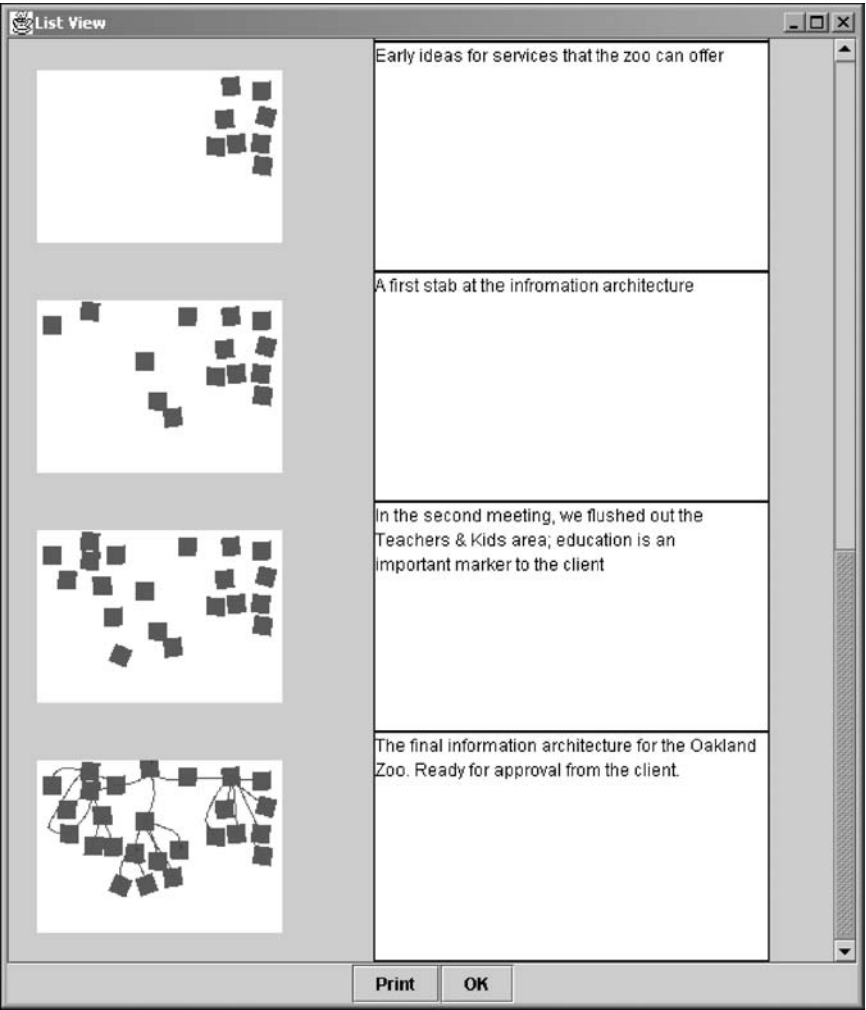 List View
Early ideas for services that the zoo can offer
A first stab at the infromation architecture
In the second meeting, we flushed out the
Teachers & Kids area; education is an
important marker to the client
The final information architecture for the Oakland
Zoo. Ready for approval from the client.
Print
OK